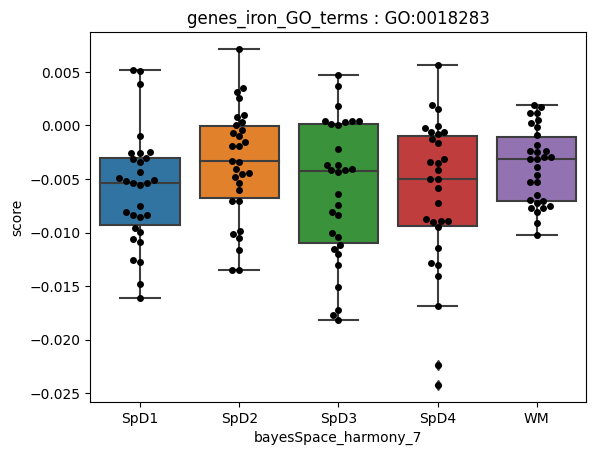 genes_iron_GO_terms : GO:0018283
0.005
0.000
−0.005
−0.010
−0.015
−0.020
−0.025
score
SpD1 SpD2 SpD3 SpD4 WM
bayesSpace_harmony_7